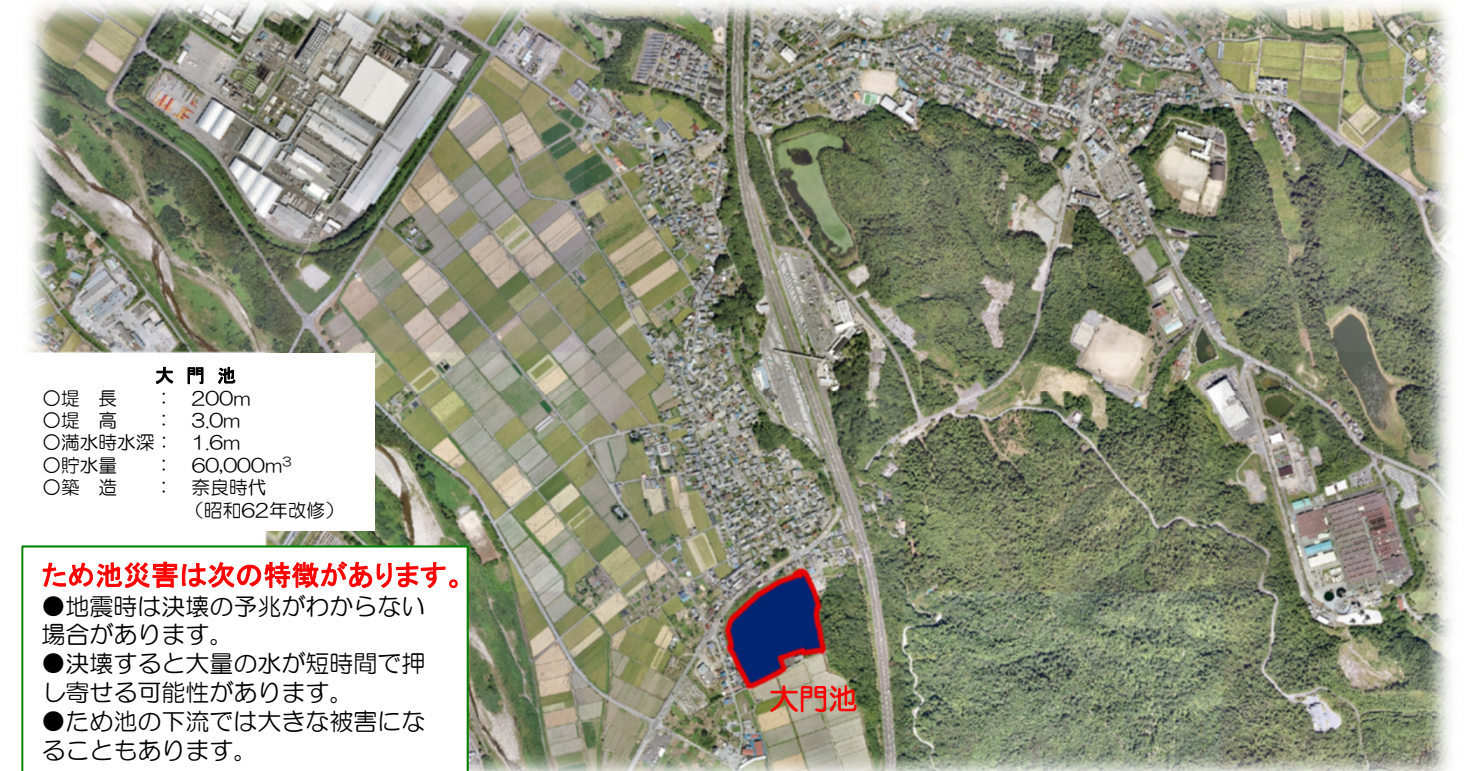 大門池
〇堤　長　：　200m
〇堤　高　：　3.0m
〇満水時水深：　1.6m
〇貯水量　：　60,000m³
〇築　造　：　奈良時代
（昭和62年改修）
ため池災害は次の特徴があります。
●地震時は決壊の予兆がわからない
場合があります。
●決壊すると大量の水が短時間で押
し寄せる可能性があります。
●ため池の下流では大きな被害にな
ることもあります。
大門池